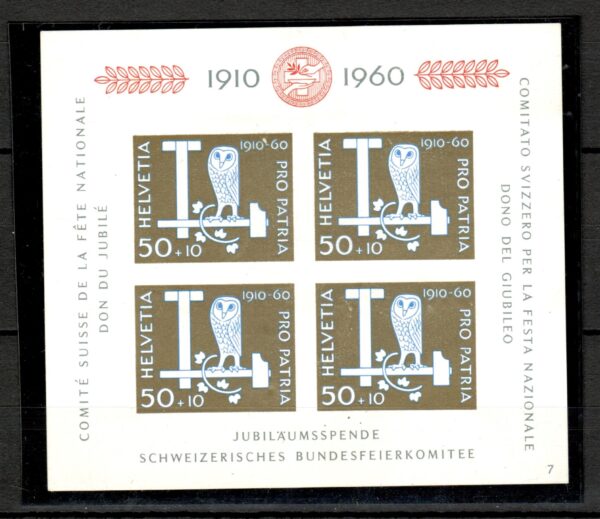 1910 1960
COMITÉ SUISSE DE LA FÊTE NATIONALE
DON DU JUBILÉ
HELVETIA
1910-60
PRO PATRIA
50+10
HELVETIA
1910-60
PRO PATRIA
50+10
HELVETIA
1910-60
PRO PATRIA
50+10
HELVETIA
1910-60
PRO PATRIA
50+10
COMITATO SVIZZERO PER LA FESTA NAZIONALE
DONO DEL GIUBILEO
JUBILÄUMSSPENDE
SCHWEIZERISCHES BUNDESFEIERKOMITEE
7